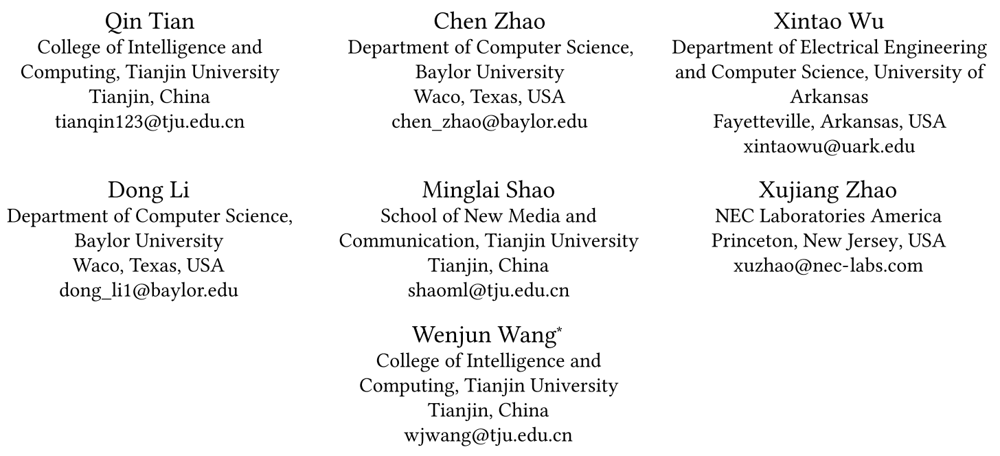 Qin Tian
College of Intelligence and
Computing, Tianjin University
Tianjin, China
tianqin123@tju.edu.cn
Chen Zhao
Department of Computer Science,
Baylor University
Waco, Texas, USA
chen_zhao@baylor.edu
Xintao Wu
Department of Electrical Engineering
and Computer Science, University of
Arkansas
Fayetteville, Arkansas, USA
xintaowu@uark.edu
Dong Li
Department of Computer Science,
Baylor University
Waco, Texas, USA
dong_li1@baylor.edu
Minglai Shao
School of New Media and
Communication, Tianjin University
Tianjin, China
shaoml@tju.edu.cn
Xujiang Zhao
NEC Laboratories America
Princeton, New Jersey, USA
xuzhao@nec-labs.com
Wenjun Wang*
College of Intelligence and
Computing, Tianjin University
Tianjin, China
wjwang@tju.edu.cn